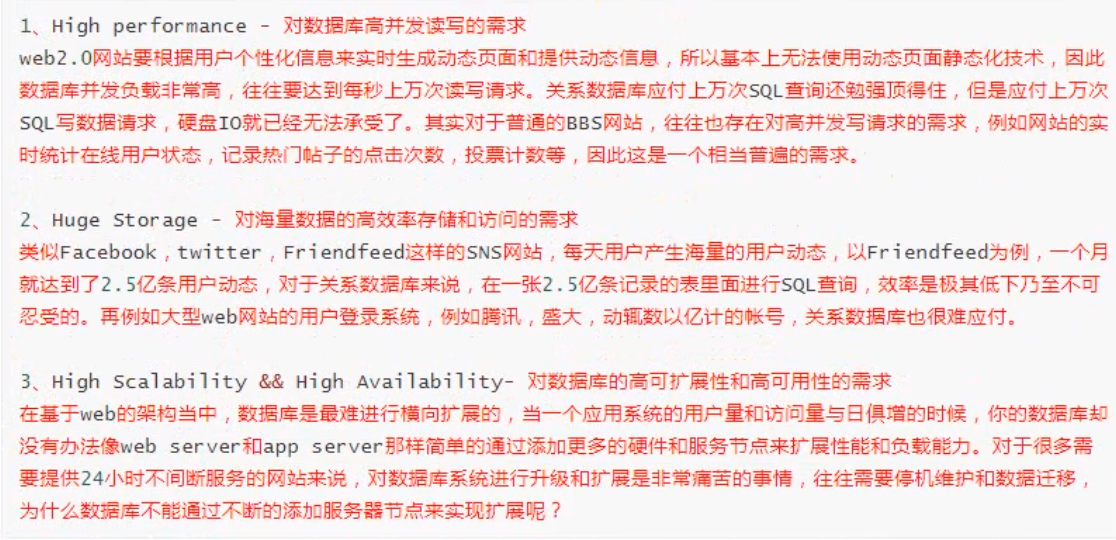 1、High performance - 对数据库高并发读写的需求
web2.0网站要根据用户个性化信息来实时生成动态页面和提供动态信息，所以基本上无法使用动态页面静态化技术，因此
数据库并发负载非常高，往往要达到每秒上万次读写请求。关系数据库应付上万次SQL查询还勉强顶得住，但是应付上万次
SQL写数据请求，硬盘IO就已经无法承受了。其实对于普通的BBS网站，往往也存在对高并发写请求的需求，例如网站的实
时统计在线用户状态，记录热门帖子的点击次数，投票计数等，因此这是一个相当普遍的需求。
2、Huge Storage - 对海量数据的高效率存储和访问的需求
类似Facebook，twitter，Friendfeed这样的SNS网站，每天用户产生海量的用户动态，以Friendfeed为例，一个月
就达到了2.5亿条用户动态，对于关系数据库来说，在一张2.5亿条记录的表里面进行SQL查询，效率是极其低下乃至不可
忍受的。再例如大型web网站的用户登录系统，例如腾讯，盛大，动辄数以亿计的帐号，关系数据库也很难应付。
3、High Scalability && High Availability- 对数据库的高可扩展性和高可用性的需求
在基于web的架构当中，数据库是最难进行横向扩展的，当一个应用系统的用户量和访问量与日俱增的时候，你的数据库却
没有办法像web server和app server那样简单的通过添加更多的硬件和服务节点来扩展性能和负载能力。对于很多需
要提供24小时不间断服务的网站来说，对数据库系统进行升级和扩展是非常痛苦的事情，往往需要停机维护和数据迁移，
为什么数据库不能通过不断的添加服务器节点来实现扩展呢？